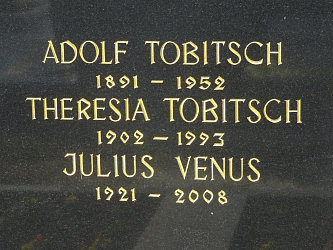 ADOLF TOBITSCH
1891 – 1952
THERESIA TOBITSCH
1902 – 1993
JULIUS VENUS
1921 – 2008